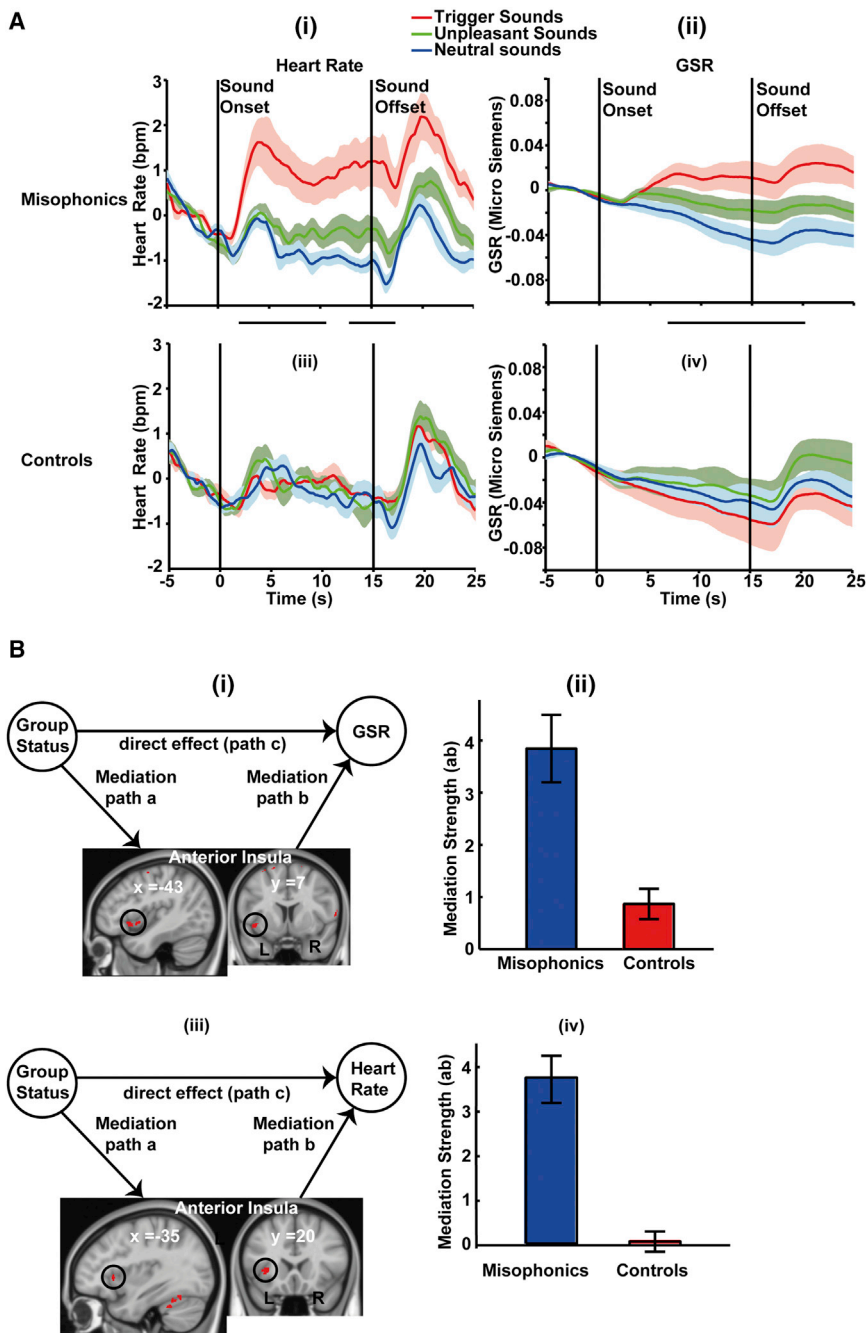 A
(i)
Trigger Sounds
Unpleasant Sounds
Neutral sounds
(ii)
Heart Rate
GSR
Misophonics
Heart Rate (bpm)
3
2
1
0
-1
-2
Sound
Onset
Sound
Offset
GSR (Micro Siemens)
0.08
0.04
0
-0.04
-0.08
Sound
Onset
Sound
Offset
Controls
(iii)
Heart Rate (bpm)
3
2
1
0
-1
-2
-5
0
5
10
15
20
25
Time (s)
(iv)
GSR (Micro Siemens)
0.08
0.04
0
-0.04
-0.08
-5
0
5
10
15
20
25
Time (s)
B
(i)
Group
Status
direct effect (path c)
GSR
Mediation
path a
Mediation
path b
Anterior Insula
x =-43
y =7
L
R
(ii)
Mediation Strength (ab)
4
3
2
1
0
Misophonics
Controls
(iii)
Group
Status
direct effect (path c)
Heart
Rate
Mediation
path a
Mediation
path b
Anterior Insula
x =-35
L
y =20
L
R
(iv)
Mediation Strength (ab)
4
3
2
1
0
Misophonics
Controls